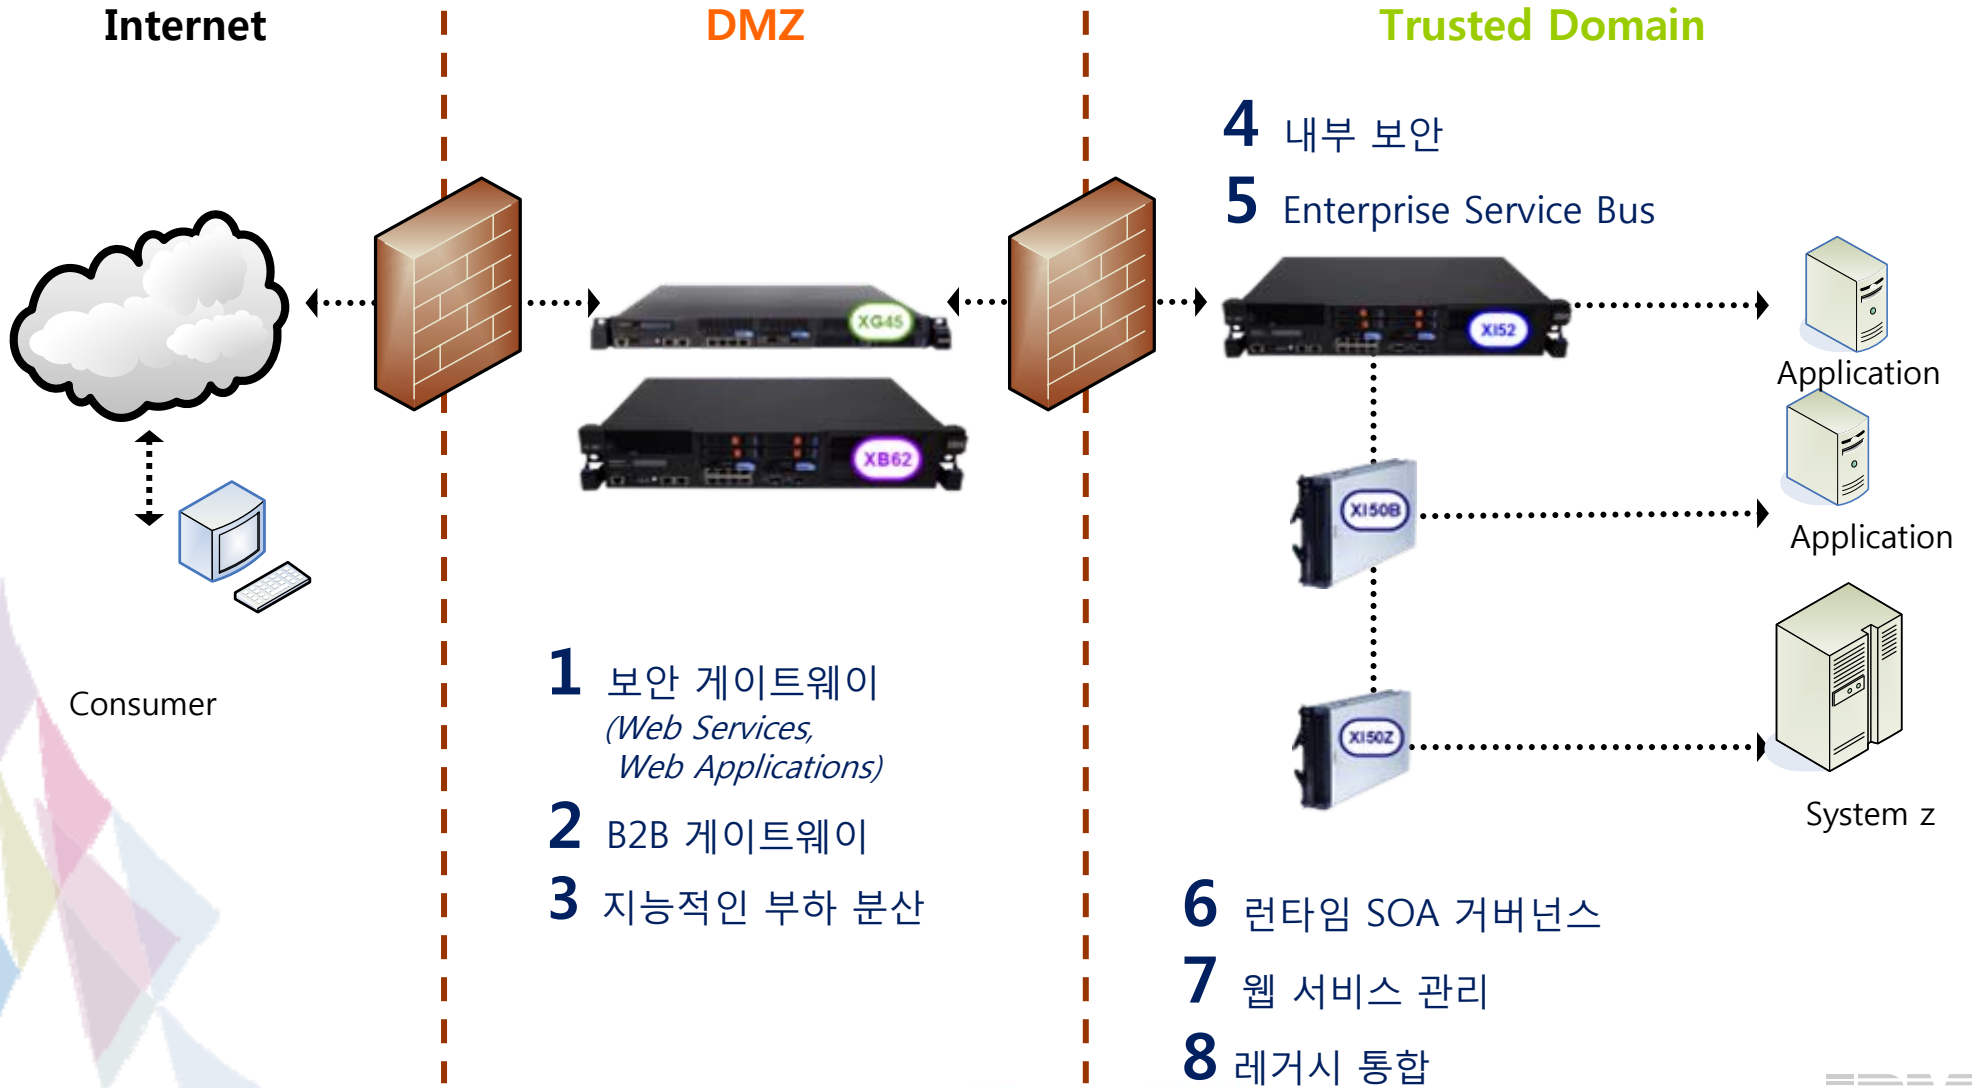 Internet
DMZ
Trusted Domain
4 내부 보안
5 Enterprise Service Bus
XG45
XI52
XB62
Application
XI50B
Application
Consumer
1 보안 게이트웨이
(Web Services,
Web Applications)
XI50Z
System z
2 B2B 게이트웨이
3 지능적인 부하 분산
6 런타임 SOA 거버넌스
7 웹 서비스 관리
8 레거시 통합